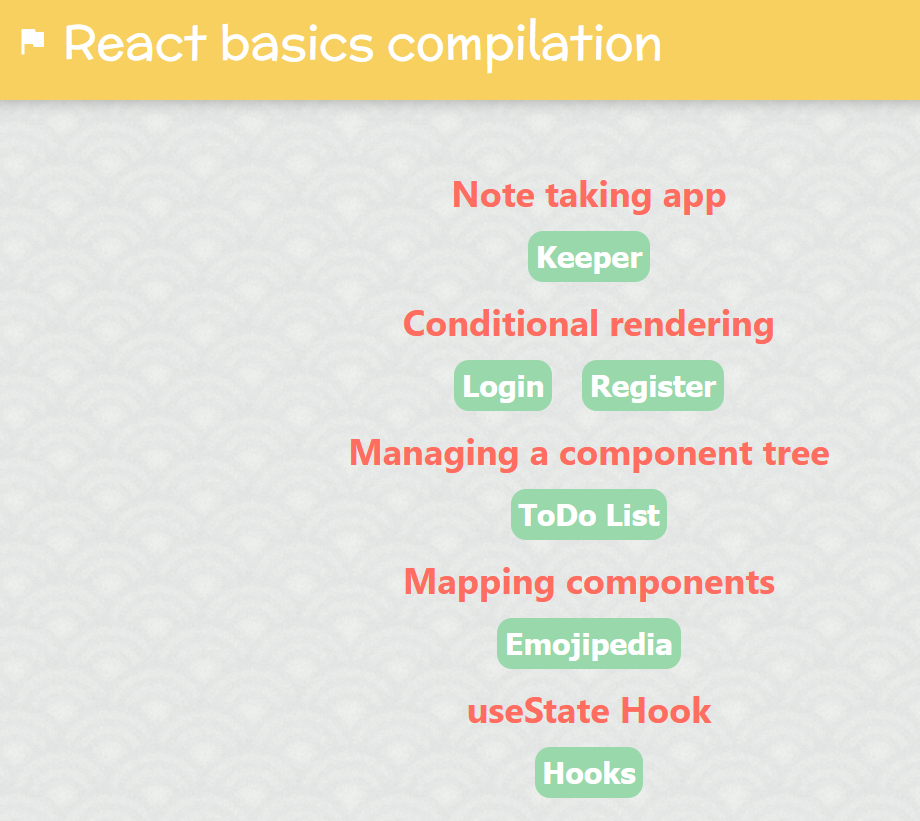 React basics compilation
Note taking app
Keeper
Conditional rendering
Login Register
Managing a component tree
ToDo List
Mapping components
Emojipedia
useState Hook
Hooks